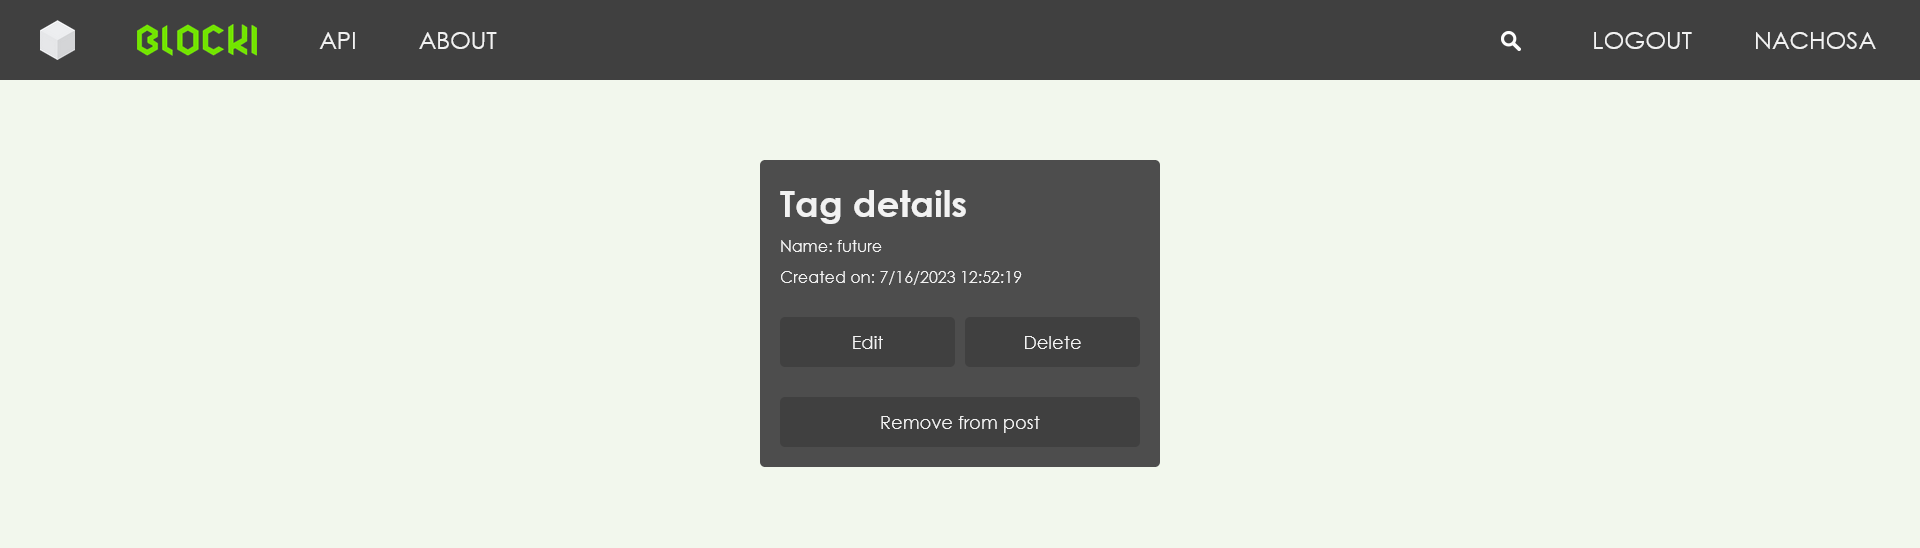 BLOCKI API ABOUT LOGOUT NACHOSA
Tag details
Name: future
Created on: 7/16/2023 12:52:19
Edit Delete
Remove from post